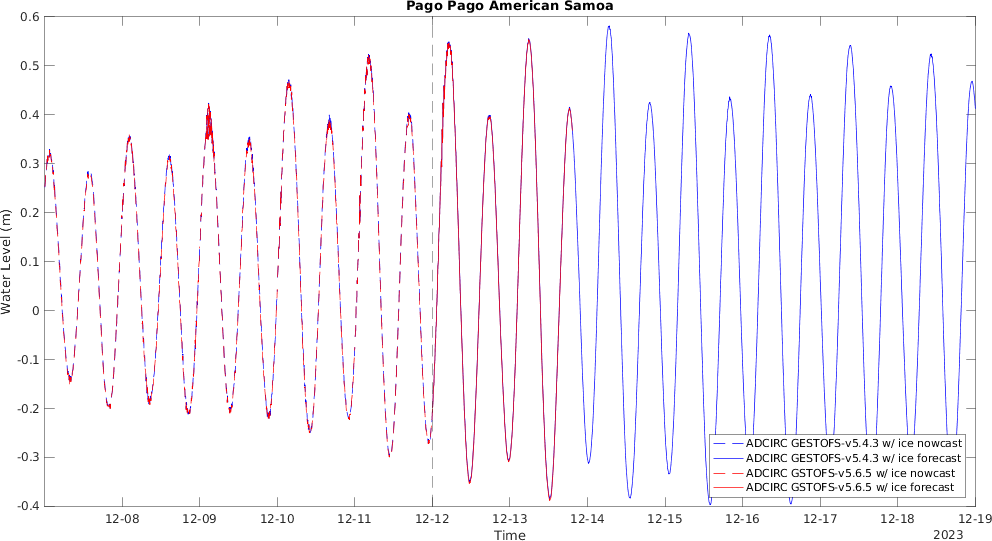 Pago Pago American Samoa
0.6
0.5
0.4
0.3
0.2
0.1
0
-0.1
-0.2
-0.3
-0.4
Water Level (m)
ADCIRC GESTOFS-v5.4.3 w/ ice nowcast
ADCIRC GESTOFS-v5.4.3 w/ ice forecast
ADCIRC GSTOFS-v5.6.5 w/ ice nowcast
ADCIRC GSTOFS-v5.6.5 w/ ice forecast
12-08 12-09 12-10 12-11 12-12 12-13 12-14 12-15 12-16 12-17 12-18 12-19
Time
2023